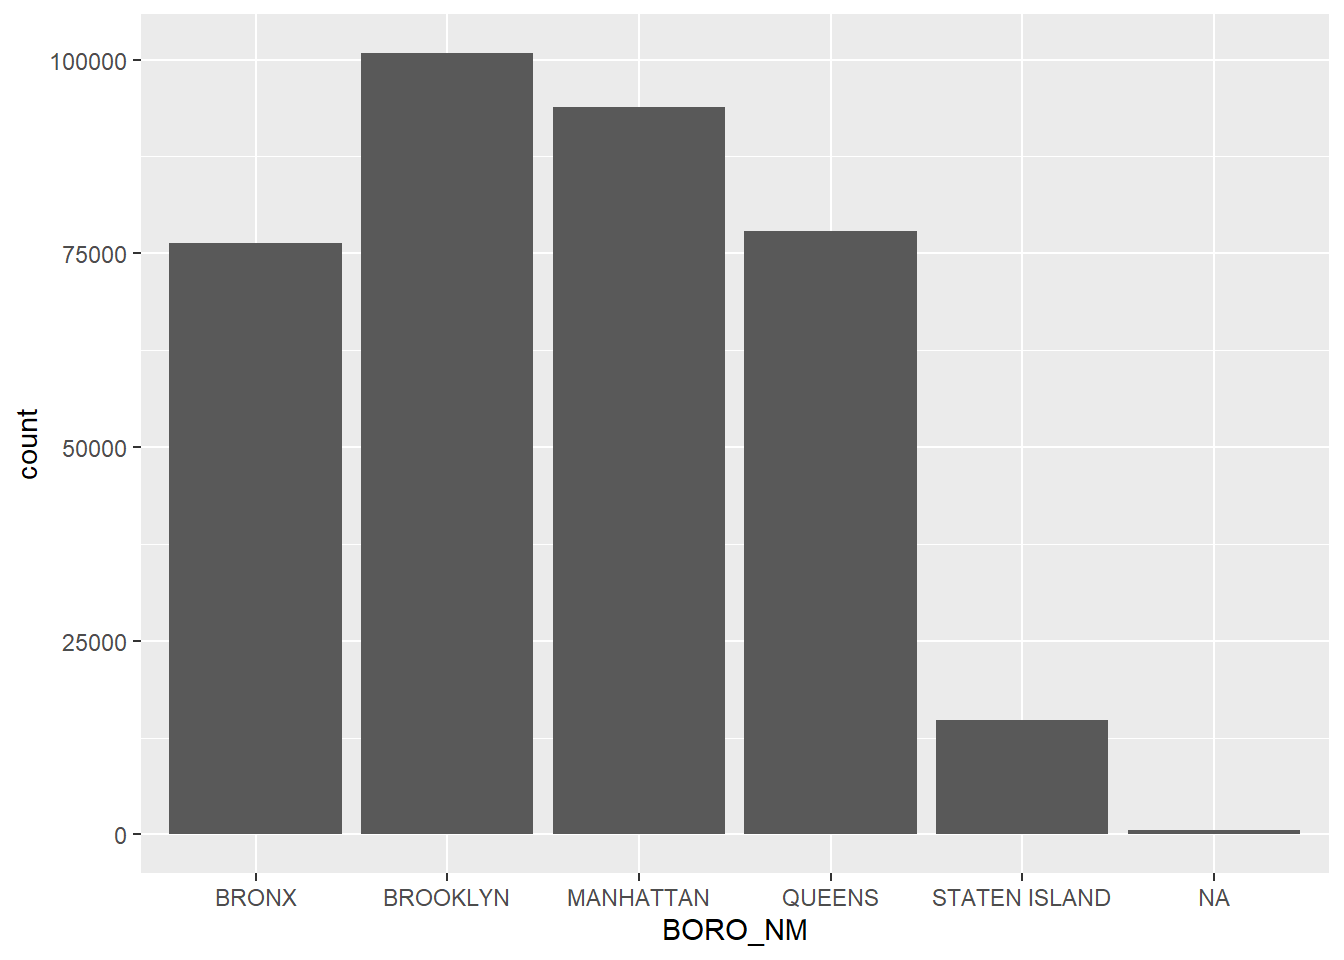 100000
75000
50000
25000
0
count
BRONX BROOKLYN MANHATTAN QUEENS STATEN ISLAND NA
BORO_NM